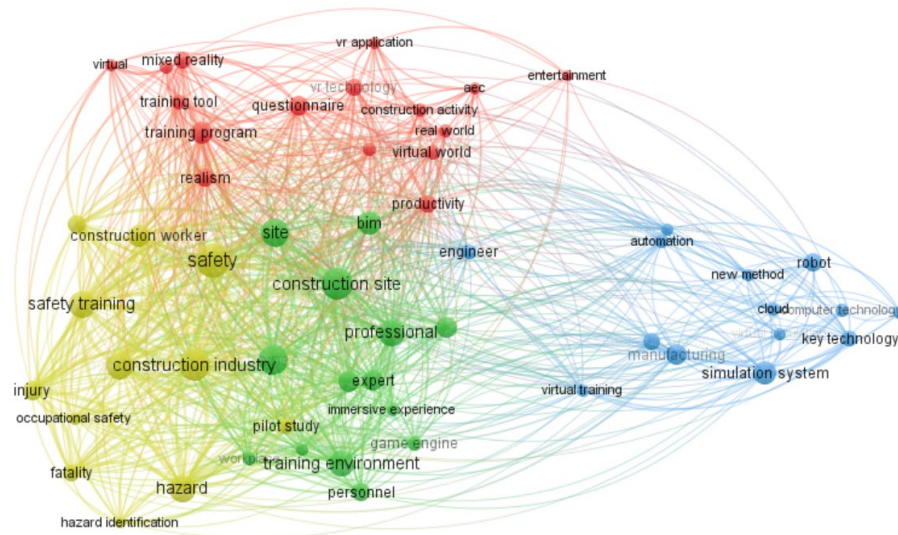 vr application
virtual
mixed reality
entertainment
vr technology
aec
training tool
questionnaire
construction activity
training program
real world
virtual world
realism
productivity
bim
site
construction worker
automation
engineer
safety
robot
new method
construction site
safety training
cloud
computer technology
professional
key technology
manufacturing
construction industry
simulation system
expert
injury
virtual training
immersive experience
occupational safety
pilot study
game engine
workplace
training environment
fatality
hazard
personnel
hazard identification